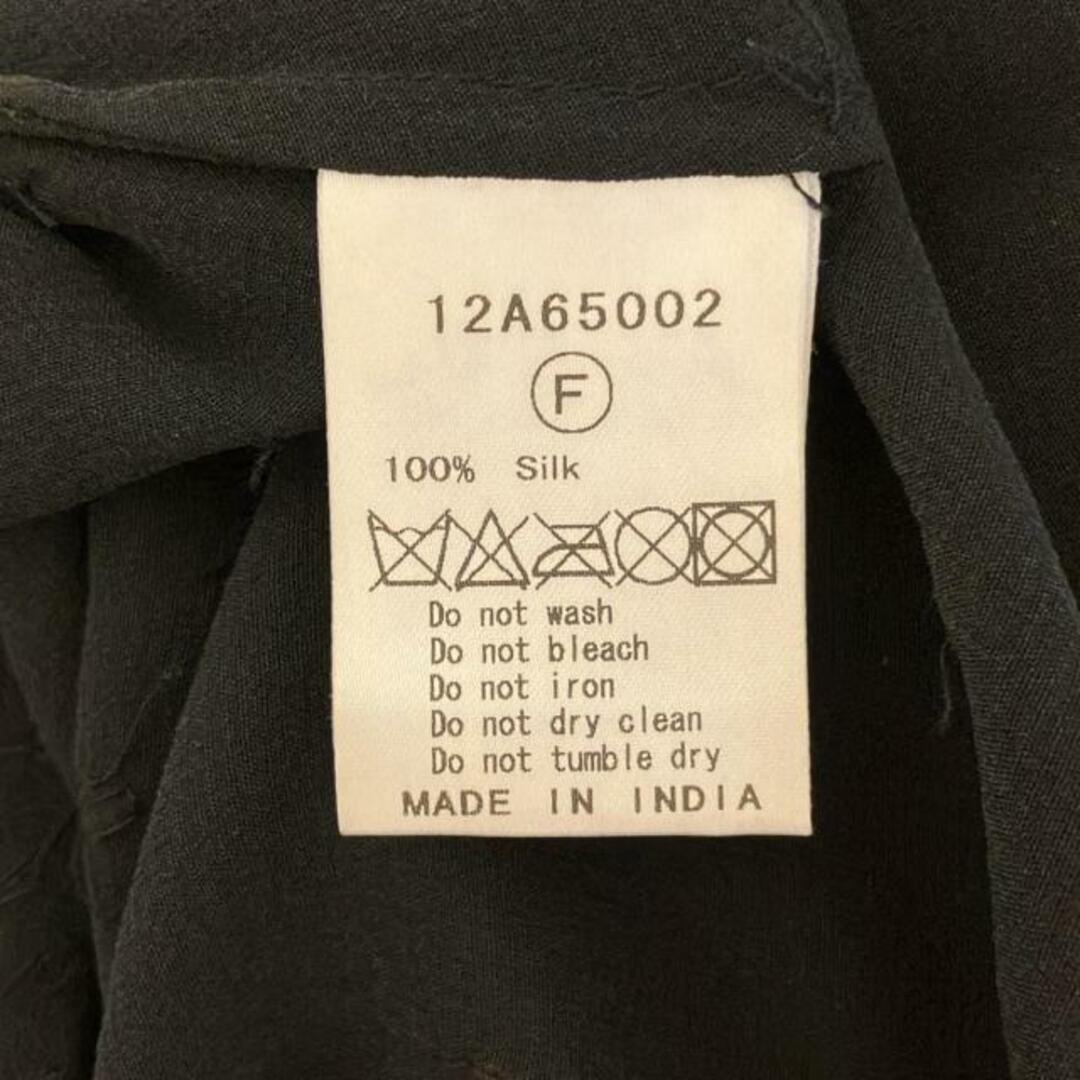 12A65002
F
100% Silk
Do not wash
Do not bleach
Do not iron
Do not dry clean
Do not tumble dry
MADE IN INDIA